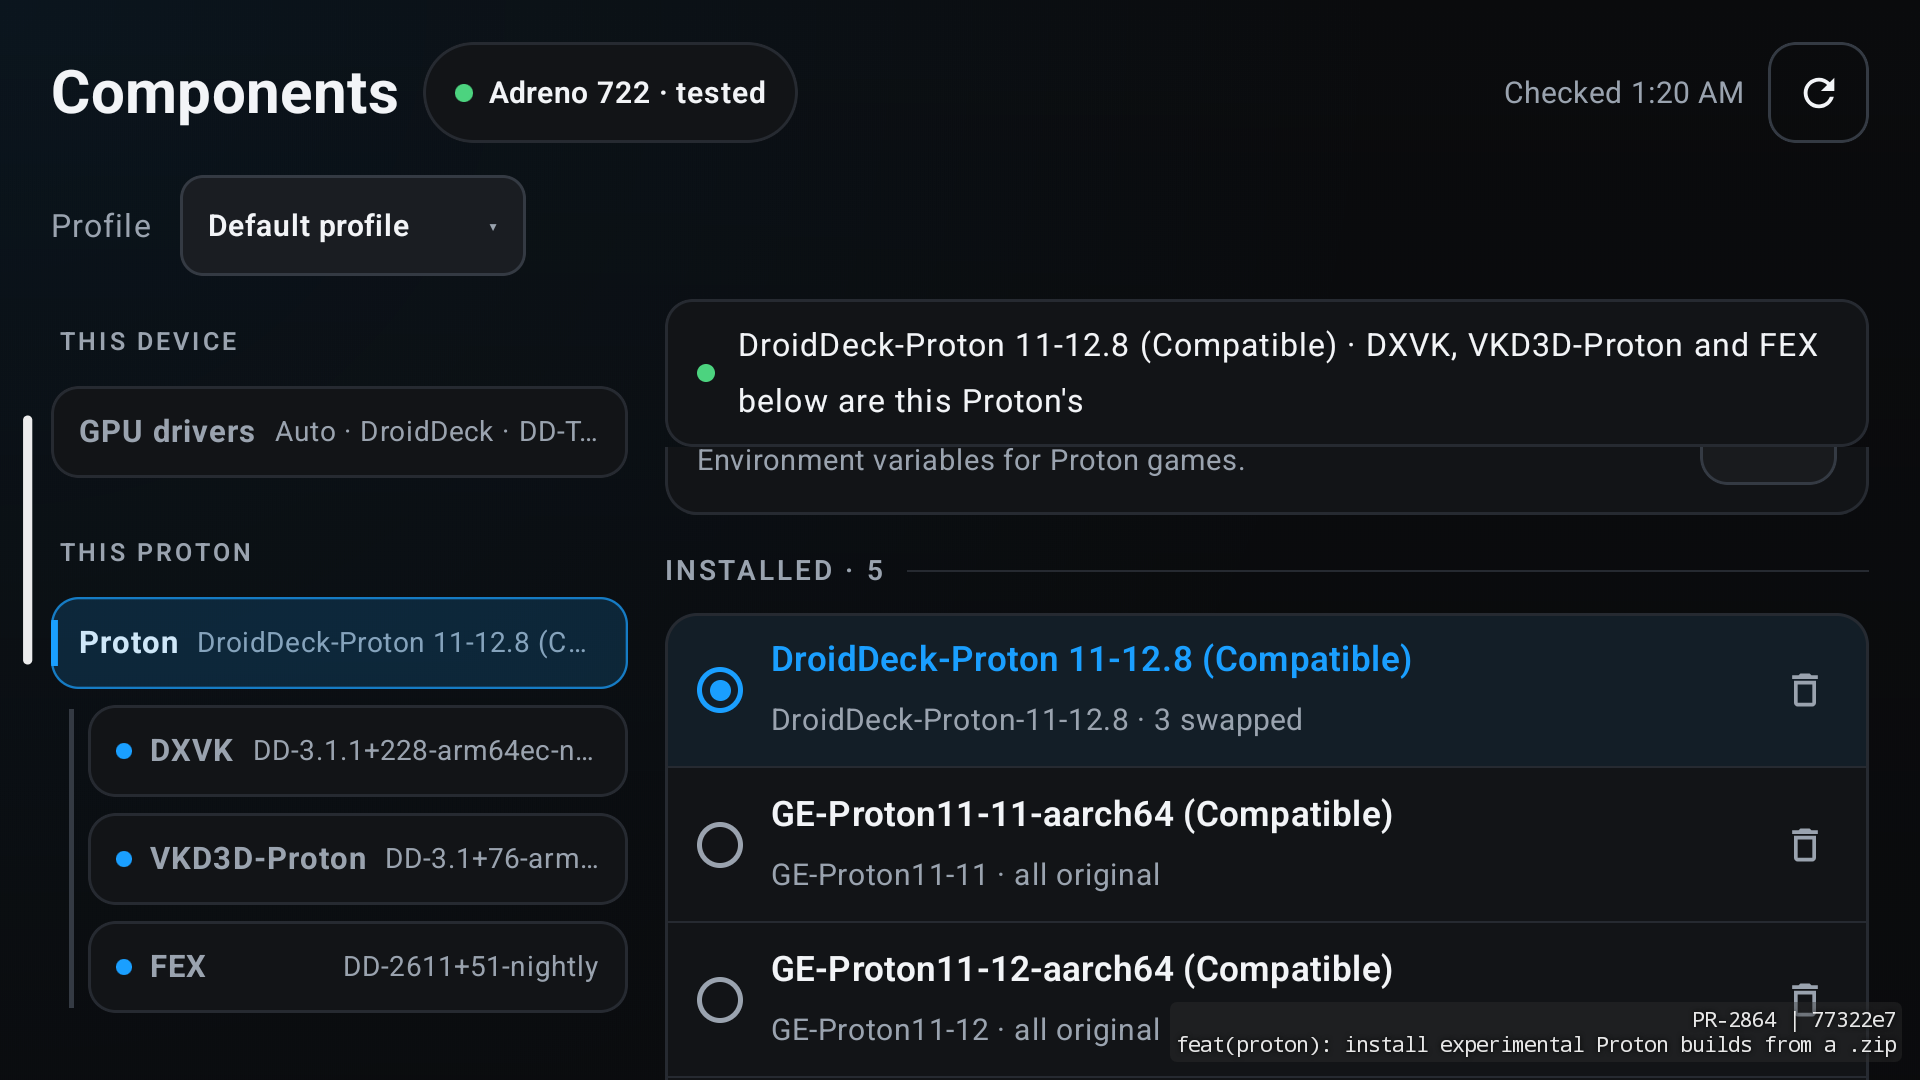 Components
Adreno 722 · tested
Checked 1:20 AM
Profile
Default profile
THIS DEVICE
GPU drivers Auto · DroidDeck · DD-T…
THIS PROTON
Proton DroidDeck-Proton 11-12.8 (C…
DXVK DD-3.1.1+228-arm64ec-n…
VKD3D-Proton DD-3.1+76-arm…
FEX DD-2611+51-nightly
DroidDeck-Proton 11-12.8 (Compatible) · DXVK, VKD3D-Proton and FEX
below are this Proton's
Environment variables for Proton games.
INSTALLED · 5
DroidDeck-Proton 11-12.8 (Compatible)
DroidDeck-Proton-11-12.8 · 3 swapped
GE-Proton11-11-aarch64 (Compatible)
GE-Proton11-11 · all original
GE-Proton11-12-aarch64 (Compatible)
GE-Proton11-12 · all original
PR-2864 | 77322e7
feat(proton): install experimental Proton builds from a .zip